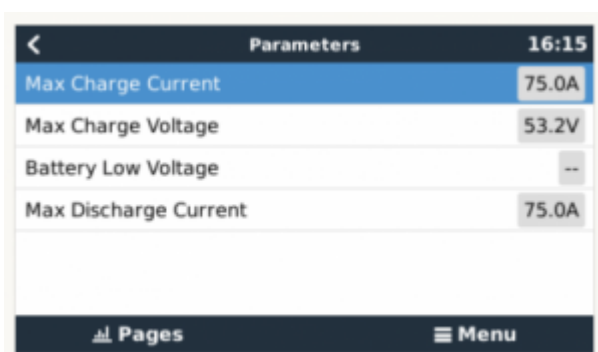 Parameters 16:15
Max Charge Current 75.0A
Max Charge Voltage 53.2V
Battery Low Voltage --
Max Discharge Current 75.0A
Pages Menu